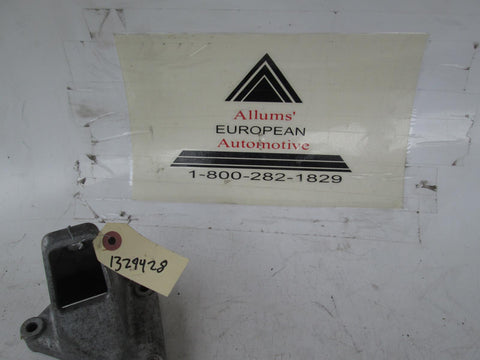 Allums'
EUROPEAN
Automotive
1-800-282-1829
1329428